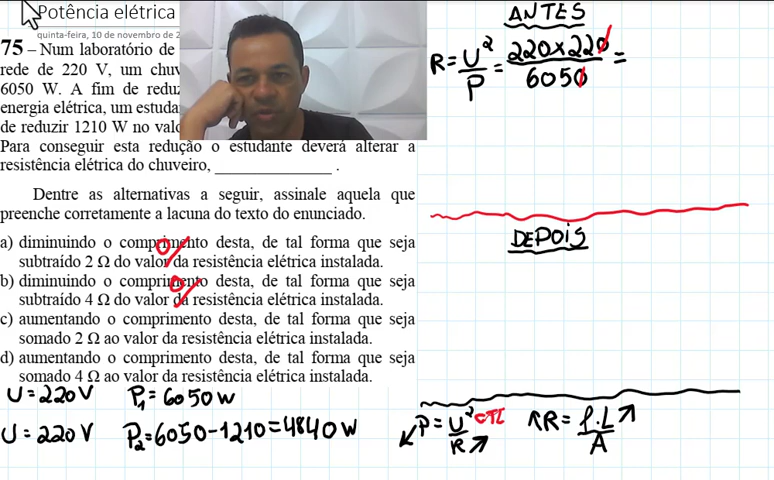 Potência elétrica
quinta-feira, 10 de novembro de
75 – Num laboratório de
rede de 220 V, um
6050 W. A fim de
energia elétrica, um
de reduzir 1210 W no
Para conseguir esta redução o estudante deverá alterar a
resistência elétrica do chuveiro, ______________ .
Dentre as alternativas a seguir, assinale aquela que
preenche corretamente a lacuna do texto do enunciado.
a) diminuindo o comprimento desta, de tal forma que seja
subtraído 2 Ω do valor da resistência elétrica instalada.
b) diminuindo o comprimento desta, de tal forma que seja
subtraído 4 Ω do valor da resistência elétrica instalada.
c) aumentando o comprimento desta, de tal forma que seja
somado 2 Ω ao valor da resistência elétrica instalada.
d) aumentando o comprimento desta, de tal forma que seja
somado 4 Ω ao valor da resistência elétrica instalada.
U = 220V P₁ = 6050 W
U = 220 V P₂ = 6050 - 1210 = 4840 W
ANTES
R = U²/P = 220 x 220/6050 =
DEPOIS
↙P = U² CTE/R↗ ↑R = ρ.L↗/A